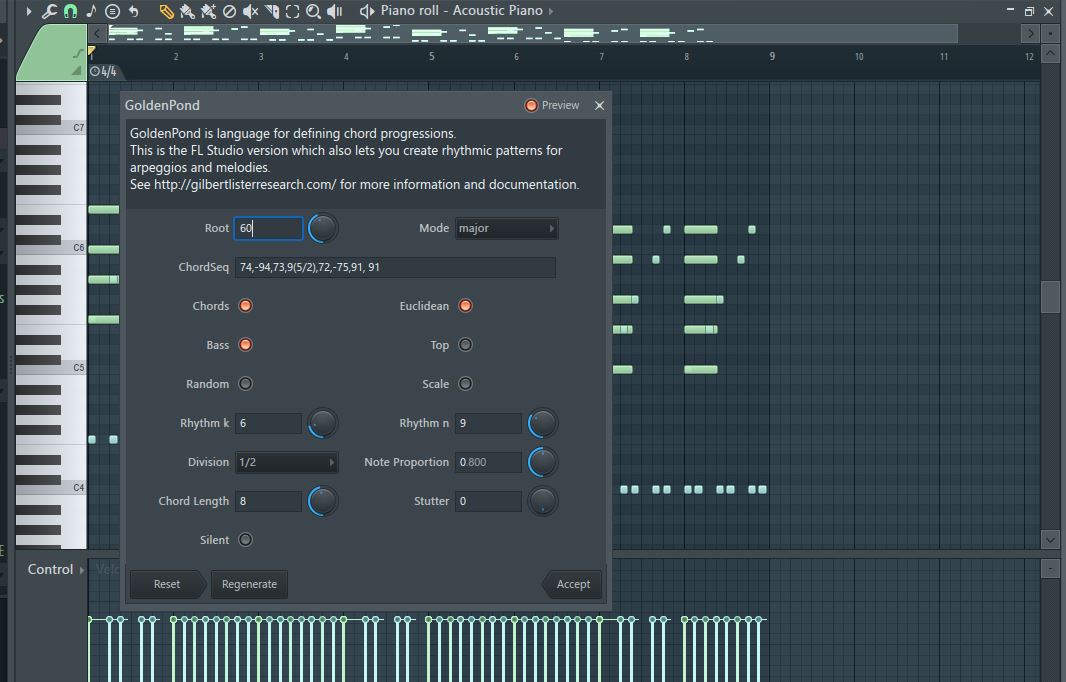 Piano roll - Acoustic Piano
1 2 3 4 5 6 7 8 9 10 11 12
4/4
GoldenPond Preview
C7
GoldenPond is language for defining chord progressions.
This is the FL Studio version which also lets you create rhythmic patterns for
arpeggios and melodies.
See http://gilbertlisterresearch.com/ for more information and documentation.
Root 60 Mode major
C6
ChordSeq 74,-94,73,9(5/2),72,-75,91, 91
Chords Euclidean
Bass Top
C5
Random Scale
Rhythm k 6 Rhythm n 9
Division 1/2 Note Proportion 0.800
C4
Chord Length 8 Stutter 0
Silent
Control
Reset Regenerate Accept